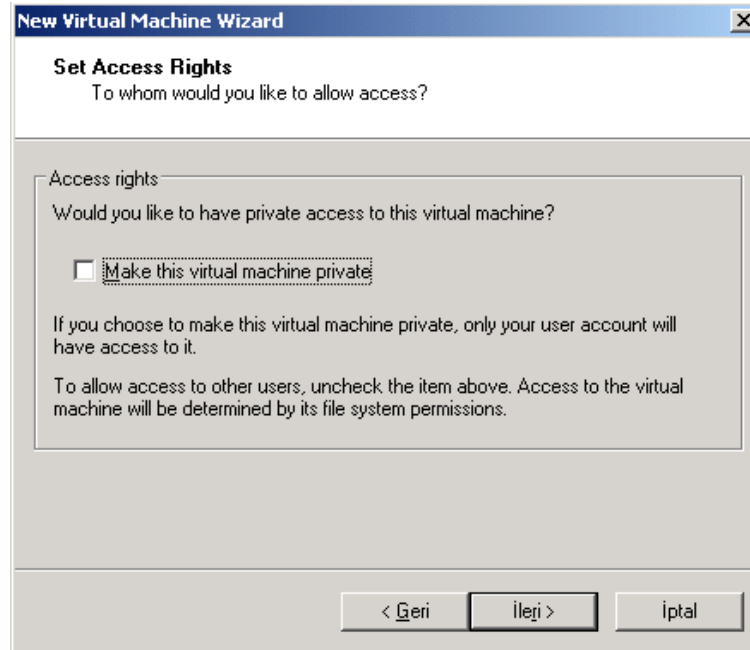 New Virtual Machine Wizard
Set Access Rights
To whom would you like to allow access?
Access rights
Would you like to have private access to this virtual machine?
Make this virtual machine private
If you choose to make this virtual machine private, only your user account will
have access to it.
To allow access to other users, uncheck the item above. Access to the virtual
machine will be determined by its file system permissions.
< Geri
İleri >
İptal